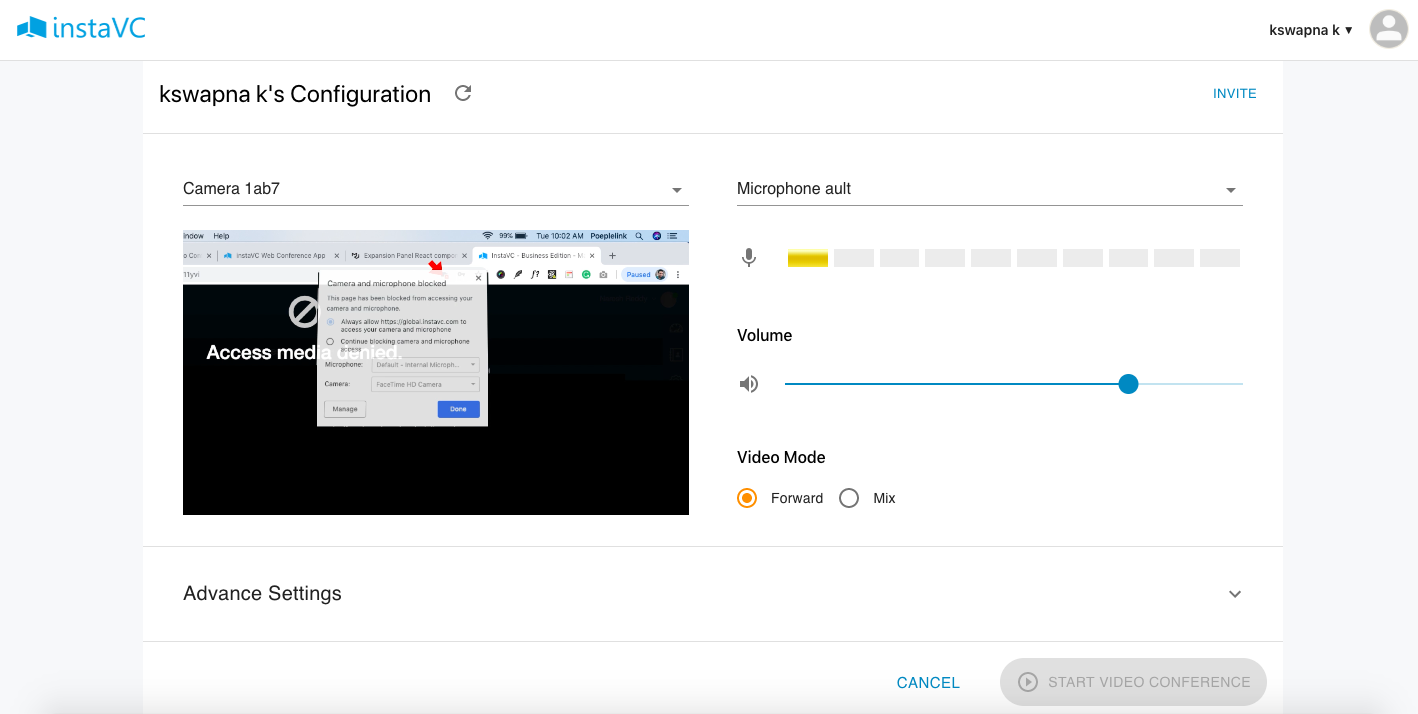 instaVC
kswapna k ▾
kswapna k's Configuration
INVITE
Camera 1ab7
Microphone ault
indow Help
99%
Tue 10:02 AM Poeplelink
InstaVC Web Conference App
Expansion Panel React compo
InstaVC - Business Edition - M
11yvi
Paused
Camera and microphone blocked
This page has been blocked from accessing your
camera and microphone.
Always allow https://global.instavc.com to
access your camera and microphone
Continue blocking camera and microphone
access
Access media denied.
Microphone: Default - Internal Microph...
Camera: FaceTime HD Camera
Manage
Done
Volume
Video Mode
Forward
Mix
Advance Settings
CANCEL
START VIDEO CONFERENCE